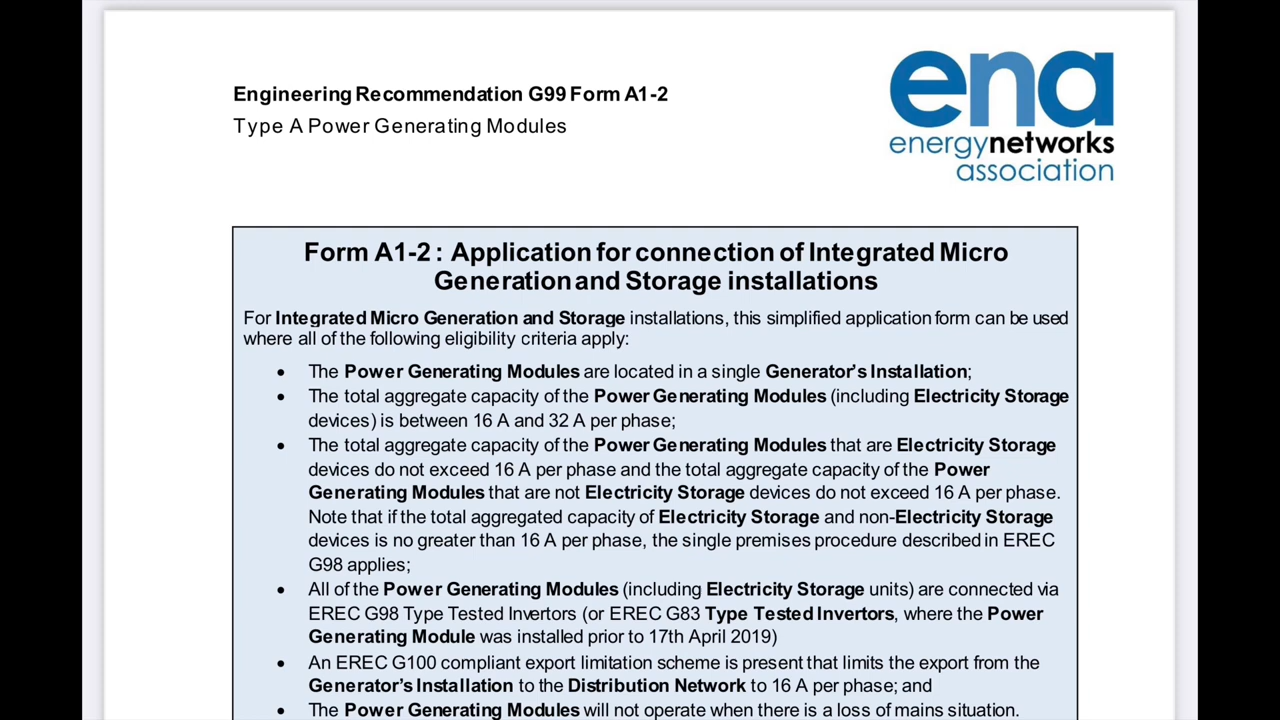 Engineering Recommendation G99 Form A1-2
Type A Power Generating Modules
ena
energynetworks
association
Form A1-2 : Application for connection of Integrated Micro
Generation and Storage installations
For Integrated Micro Generation and Storage installations, this simplified application form can be used
where all of the following eligibility criteria apply:
• The Power Generating Modules are located in a single Generator's Installation;
• The total aggregate capacity of the Power Generating Modules (including Electricity Storage
devices) is between 16 A and 32 A per phase;
• The total aggregate capacity of the Power Generating Modules that are Electricity Storage
devices do not exceed 16 A per phase and the total aggregate capacity of the Power
Generating Modules that are not Electricity Storage devices do not exceed 16 A per phase.
Note that if the total aggregated capacity of Electricity Storage and non-Electricity Storage
devices is no greater than 16 A per phase, the single premises procedure described in EREC
G98 applies;
• All of the Power Generating Modules (including Electricity Storage units) are connected via
EREC G98 Type Tested Invertors (or EREC G83 Type Tested Invertors, where the Power
Generating Module was installed prior to 17th April 2019)
• An EREC G100 compliant export limitation scheme is present that limits the export from the
Generator's Installation to the Distribution Network to 16 A per phase; and
• The Power Generating Modules will not operate when there is a loss of mains situation.